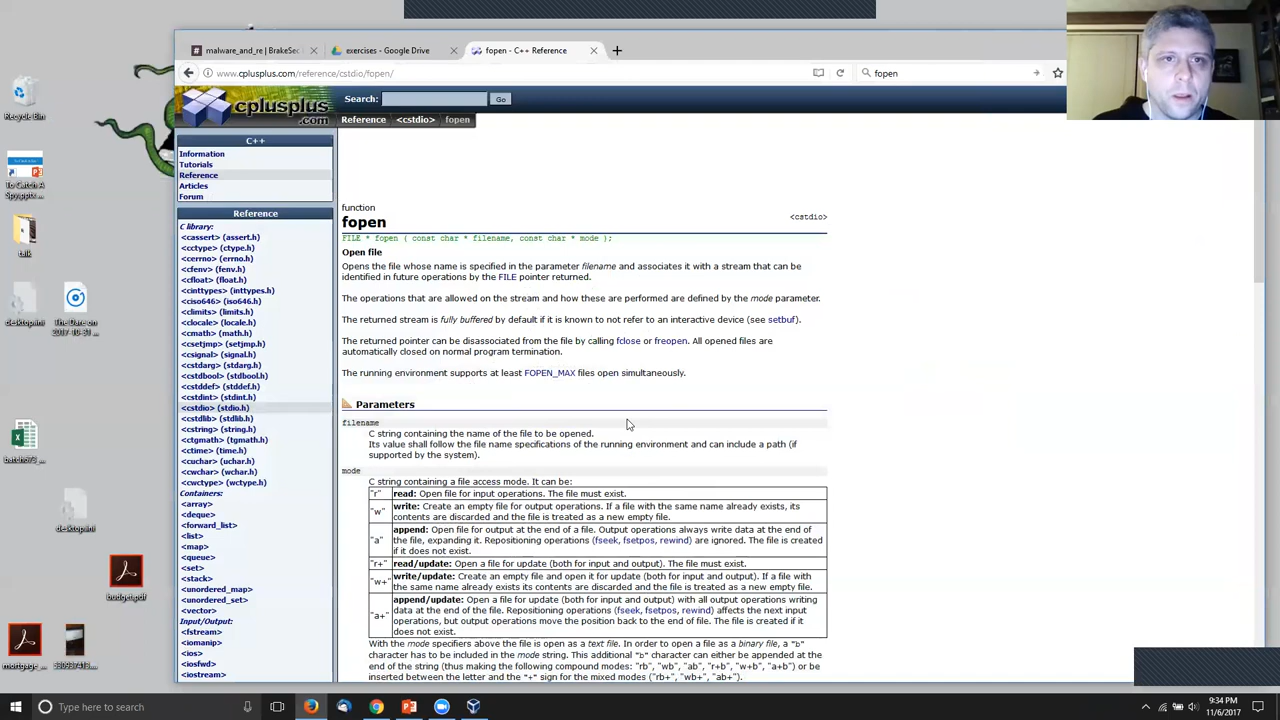 malware_and_re | BrakeSec
exercises - Google Drive
fopen - C++ Reference
www.cplusplus.com/reference/cstdio/fopen/
fopen
cplusplus
.com
Search:
Go
Reference
<cstdio>
fopen
C++
Information
Tutorials
Reference
Articles
Forum
Reference
C library:
<cassert> (assert.h)
<cctype> (ctype.h)
<cerrno> (errno.h)
<cfenv> (fenv.h)
<cfloat> (float.h)
<cinttypes> (inttypes.h)
<ciso646> (iso646.h)
<climits> (limits.h)
<clocale> (locale.h)
<cmath> (math.h)
<csetjmp> (setjmp.h)
<csignal> (signal.h)
<cstdarg> (stdarg.h)
<cstdbool> (stdbool.h)
<cstddef> (stddef.h)
<cstdint> (stdint.h)
<cstdio> (stdio.h)
<cstdlib> (stdlib.h)
<cstring> (string.h)
<ctgmath> (tgmath.h)
<ctime> (time.h)
<cuchar> (uchar.h)
<cwchar> (wchar.h)
<cwctype> (wctype.h)
Containers:
<array>
<deque>
<forward_list>
<list>
<map>
<queue>
<set>
<stack>
<unordered_map>
<unordered_set>
<vector>
Input/Output:
<fstream>
<iomanip>
<ios>
<iosfwd>
<iostream>
function
fopen
<cstdio>
FILE * fopen ( const char * filename, const char * mode );
Open file
Opens the file whose name is specified in the parameter filename and associates it with a stream that can be
identified in future operations by the FILE pointer returned.
The operations that are allowed on the stream and how these are performed are defined by the mode parameter.
The returned stream is fully buffered by default if it is known to not refer to an interactive device (see setbuf).
The returned pointer can be disassociated from the file by calling fclose or freopen. All opened files are
automatically closed on normal program termination.
The running environment supports at least FOPEN_MAX files open simultaneously.
Parameters
filename
C string containing the name of the file to be opened.
Its value shall follow the file name specifications of the running environment and can include a path (if
supported by the system).
mode
C string containing a file access mode. It can be:
"r" read: Open file for input operations. The file must exist.
"w" write: Create an empty file for output operations. If a file with the same name already exists, its
contents are discarded and the file is treated as a new empty file.
"a" append: Open file for output at the end of a file. Output operations always write data at the end of
the file, expanding it. Repositioning operations (fseek, fsetpos, rewind) are ignored. The file is created
if it does not exist.
"r+" read/update: Open a file for update (both for input and output). The file must exist.
"w+" write/update: Create an empty file and open it for update (both for input and output). If a file with
the same name already exists its contents are discarded and the file is treated as a new empty file.
"a+" append/update: Open a file for update (both for input and output) with all output operations writing
data at the end of the file. Repositioning operations (fseek, fsetpos, rewind) affects the next input
operations, but output operations move the position back to the end of file. The file is created if it
does not exist.
With the mode specifiers above the file is open as a text file. In order to open a file as a binary file, a "b"
character has to be included in the mode string. This additional "b" character can either be appended at the
end of the string (thus making the following compound modes: "rb", "wb", "ab", "r+b", "w+b", "a+b") or be
inserted between the letter and the "+" sign for the mixed modes ("rb+", "wb+", "ab+").
Recycle Bin
To Catch A
Spy.pptx...
talk
desktop.ini
The Dare on
2017-10-31 ...
desktop.ini
budget.pdf
Type here to search
9:34 PM
11/6/2017